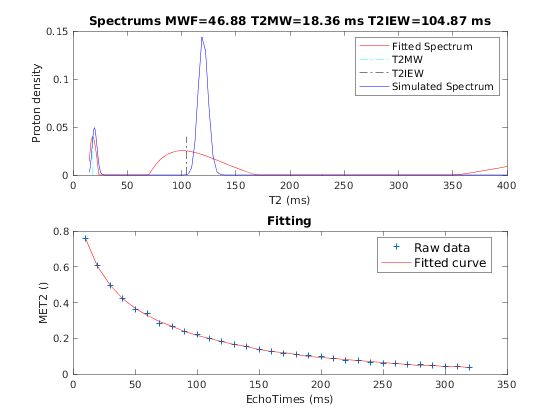 Spectrums MWF=46.88 T2MW=18.36 ms T2IEW=104.87 ms
0.15
0.1
0.05
0
Proton density
Fitted Spectrum
T2MW
T2IEW
Simulated Spectrum
0 50 100 150 200 250 300 350 400
T2 (ms)
Fitting
0.8
0.6
0.4
0.2
0
MET2 ()
Raw data
Fitted curve
0 50 100 150 200 250 300 350
EchoTimes (ms)